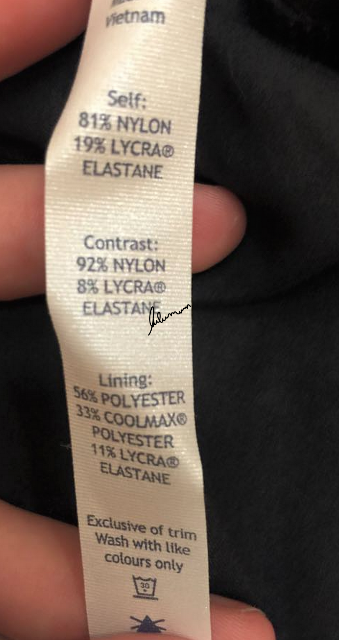 Vietnam
Self:
81% NYLON
19% LYCRA®
ELASTANE
Contrast:
92% NYLON
8% LYCRA®
ELASTANE
Lining:
56% POLYESTER
33% COOLMAX®
POLYESTER
11% LYCRA®
ELASTANE
Exclusive of trim
Wash with like
colours only
30